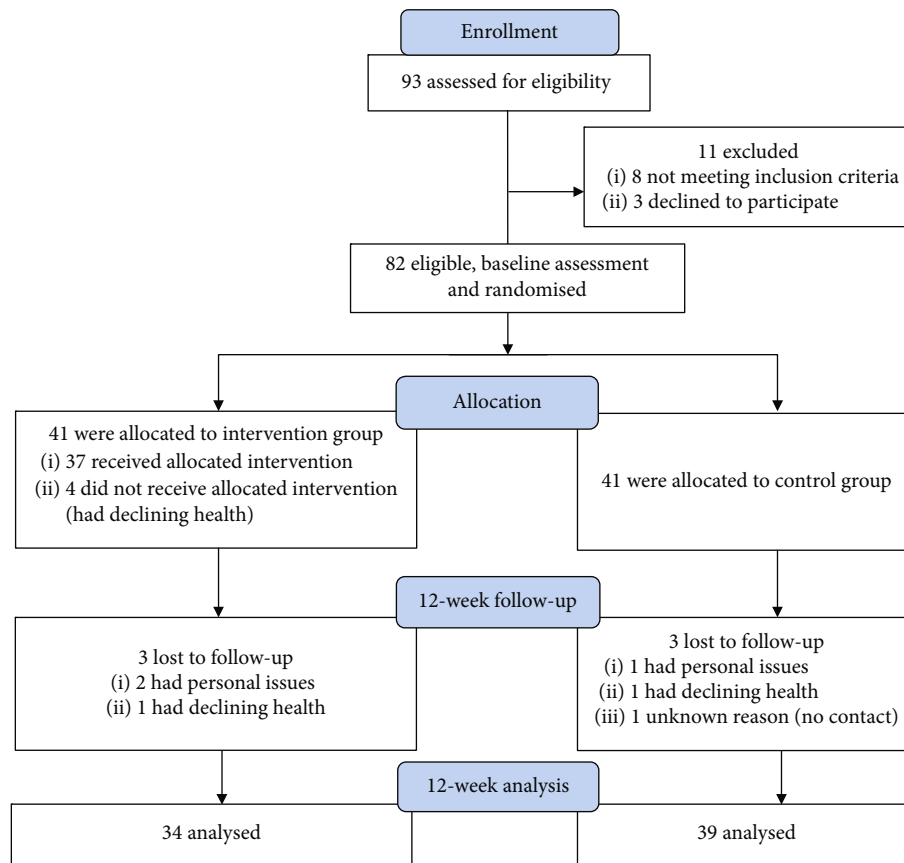 Enrollment
93 assessed for eligibility
11 excluded
(i) 8 not meeting inclusion criteria
(ii) 3 declined to participate
82 eligible, baseline assessment
and randomised
Allocation
41 were allocated to intervention group
(i) 37 received allocated intervention
(ii) 4 did not receive allocated intervention
(had declining health)
41 were allocated to control group
12-week follow-up
3 lost to follow-up
(i) 2 had personal issues
(ii) 1 had declining health
3 lost to follow-up
(i) 1 had personal issues
(ii) 1 had declining health
(iii) 1 unknown reason (no contact)
12-week analysis
34 analysed
39 analysed